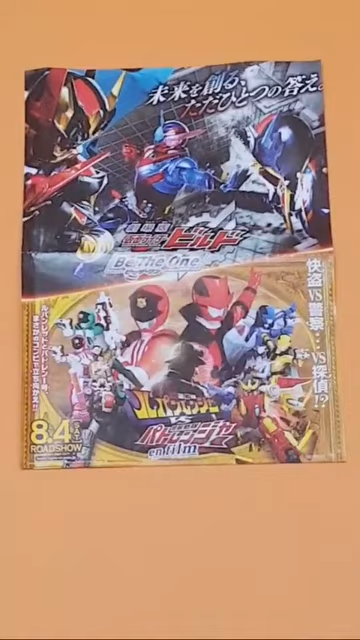 未来を創る、
ただひとつの答え。
劇場版
仮面ライダー ビルド
Be The One
快盗VS警察…VS探偵!?
ルパンレンジャー
VS
パトレンジャー
en film
8.4 SAT.
ROADSHOW